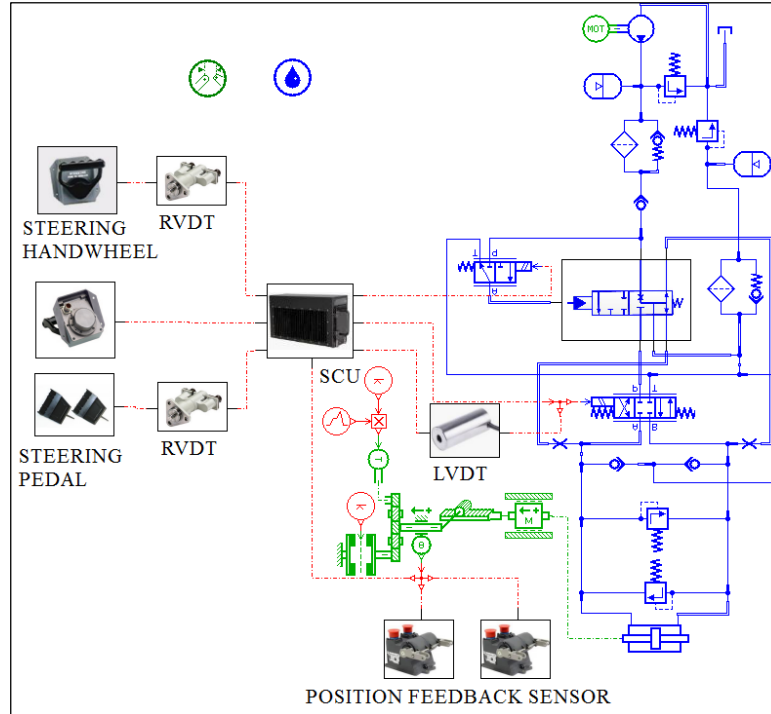 MOT
RVDT
STEERING
HANDWHEEL
P
T
A
SCU
K
P
T
A
B
STEERING
PEDAL
RVDT
LVDT
T
K
M
θ
POSITION FEEDBACK SENSOR